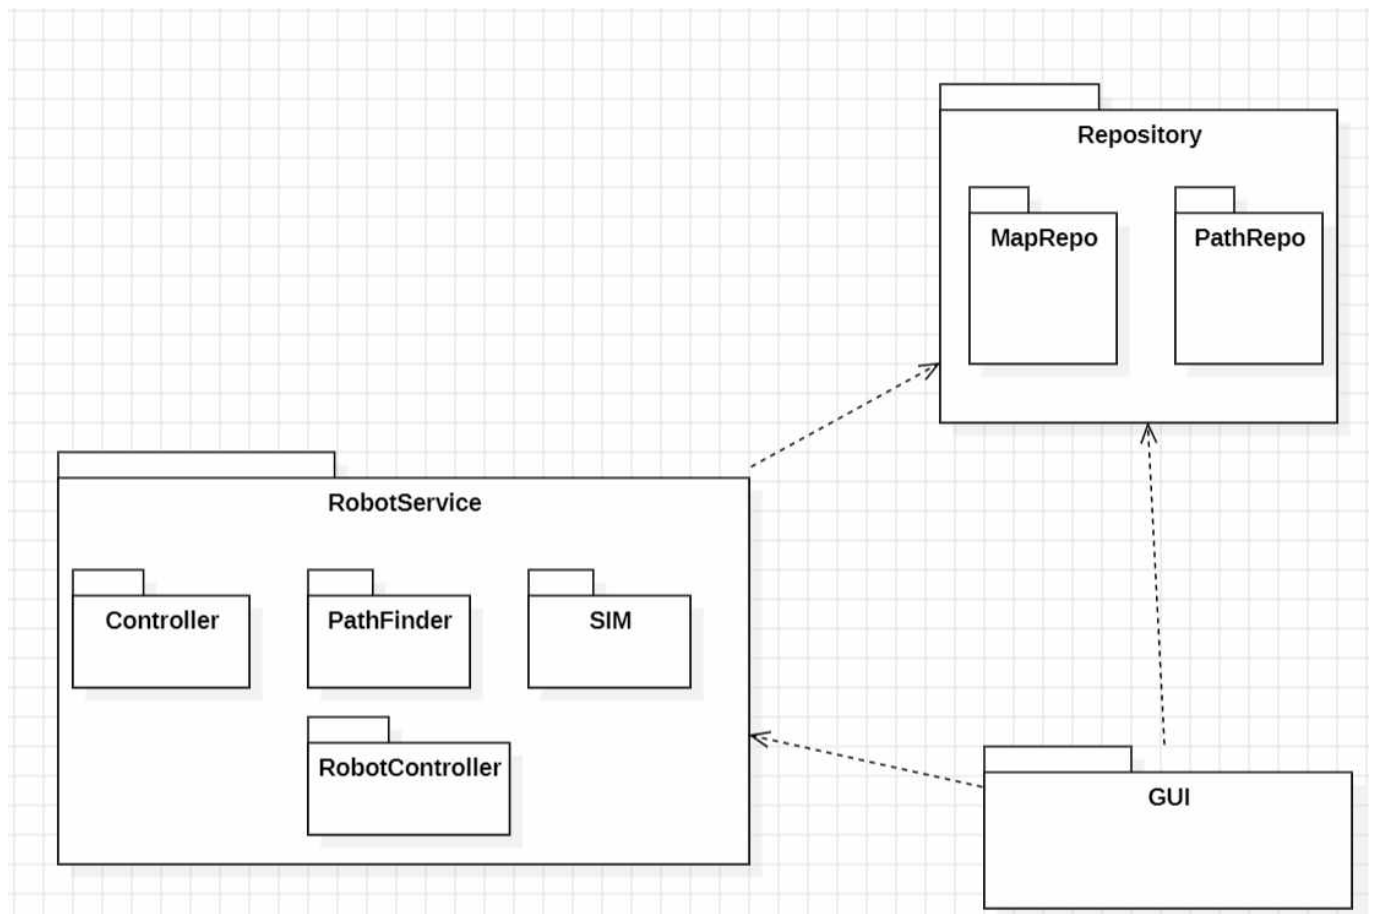 Repository
MapRepo
PathRepo
RobotService
Controller
PathFinder
SIM
RobotController
GUI